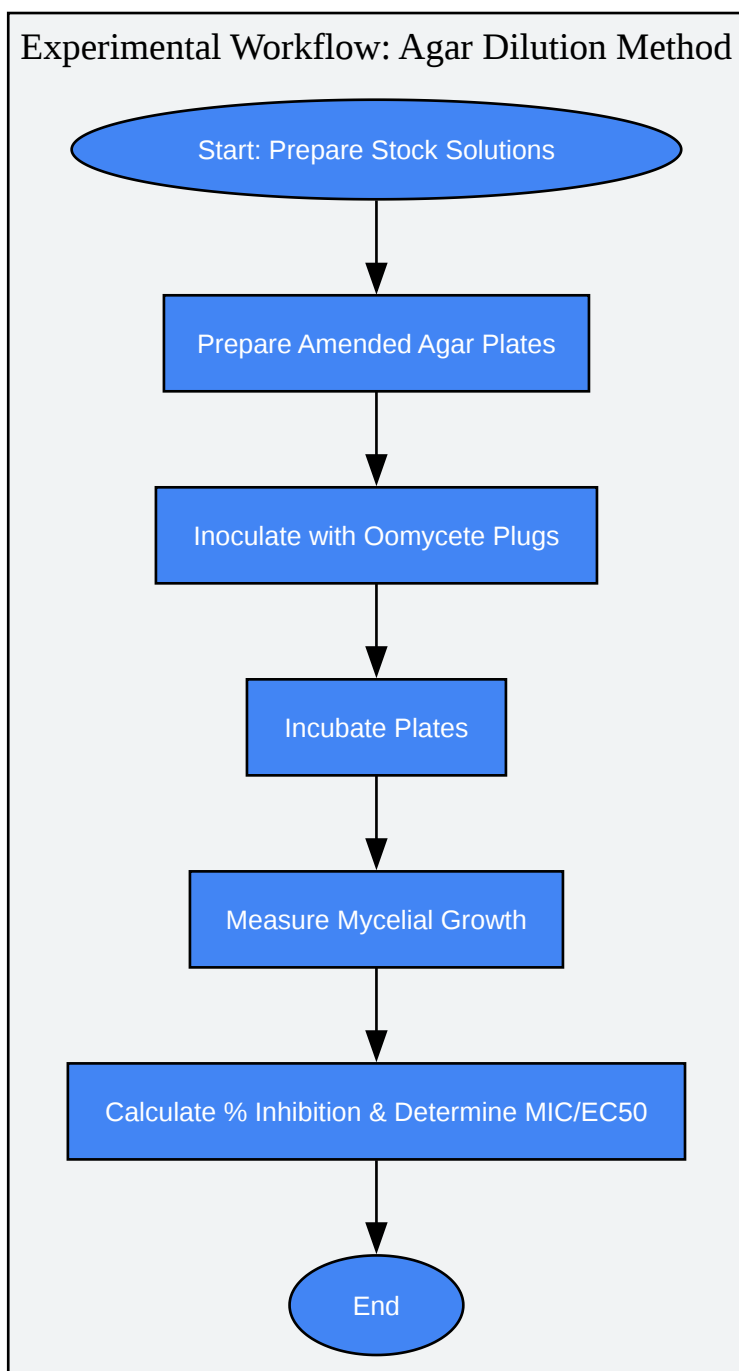 Experimental Workflow: Agar Dilution Method
Start: Prepare Stock Solutions
Prepare Amended Agar Plates
Inoculate with Oomycete Plugs
Incubate Plates
Measure Mycelial Growth
Calculate % Inhibition & Determine MIC/EC50
End